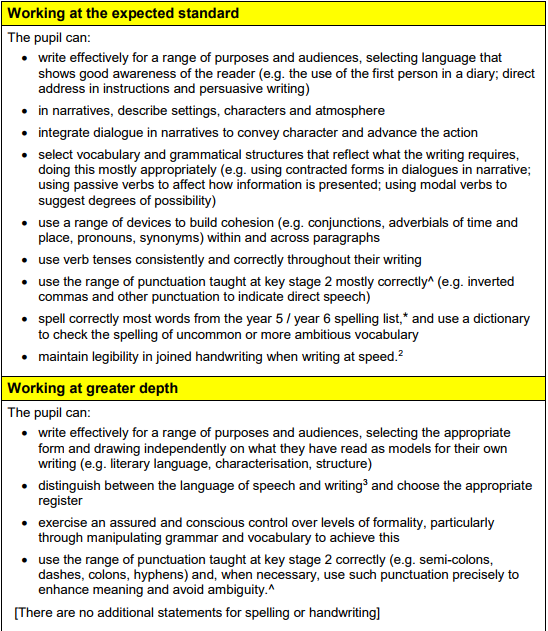 Working at the expected standard
The pupil can:
• write effectively for a range of purposes and audiences, selecting language that
shows good awareness of the reader (e.g. the use of the first person in a diary; direct
address in instructions and persuasive writing)
• in narratives, describe settings, characters and atmosphere
• integrate dialogue in narratives to convey character and advance the action
• select vocabulary and grammatical structures that reflect what the writing requires,
doing this mostly appropriately (e.g. using contracted forms in dialogues in narrative;
using passive verbs to affect how information is presented; using modal verbs to
suggest degrees of possibility)
• use a range of devices to build cohesion (e.g. conjunctions, adverbials of time and
place, pronouns, synonyms) within and across paragraphs
• use verb tenses consistently and correctly throughout their writing
• use the range of punctuation taught at key stage 2 mostly correctly^ (e.g. inverted
commas and other punctuation to indicate direct speech)
• spell correctly most words from the year 5 / year 6 spelling list,* and use a dictionary
to check the spelling of uncommon or more ambitious vocabulary
• maintain legibility in joined handwriting when writing at speed.²
Working at greater depth
The pupil can:
• write effectively for a range of purposes and audiences, selecting the appropriate
form and drawing independently on what they have read as models for their own
writing (e.g. literary language, characterisation, structure)
• distinguish between the language of speech and writing³ and choose the appropriate
register
• exercise an assured and conscious control over levels of formality, particularly
through manipulating grammar and vocabulary to achieve this
• use the range of punctuation taught at key stage 2 correctly (e.g. semi-colons,
dashes, colons, hyphens) and, when necessary, use such punctuation precisely to
enhance meaning and avoid ambiguity.^
[There are no additional statements for spelling or handwriting]